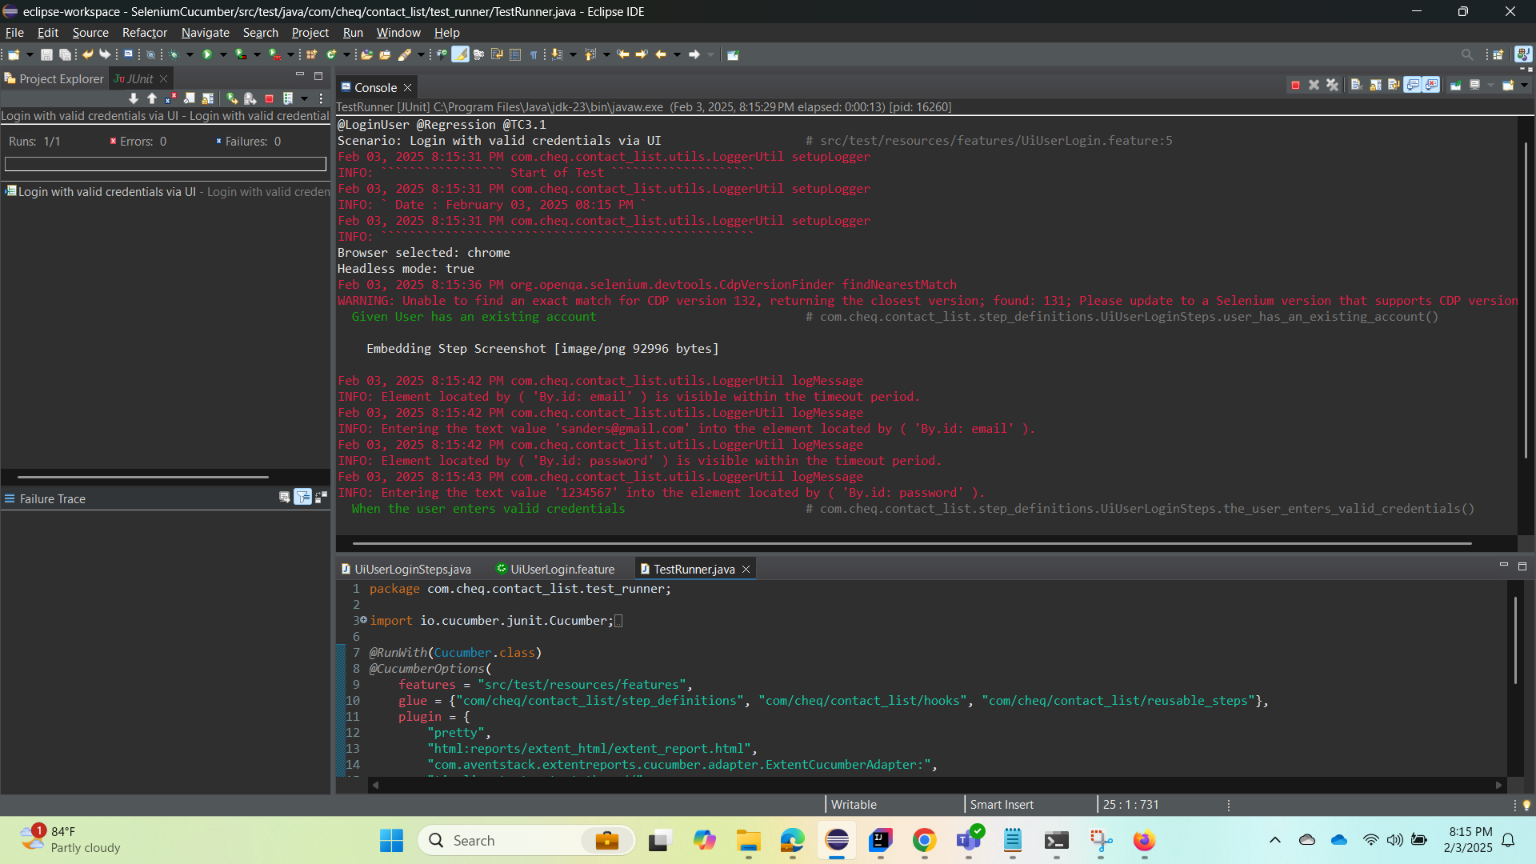 eclipse-workspace - SeleniumCucumber/src/test/java/com/cheq/contact_list/test_runner/TestRunner.java - Eclipse IDE
File Edit Source Refactor Navigate Search Project Run Window Help
Project Explorer JUnit
Login with valid credentials via UI - Login with valid credential
Runs: 1/1 Errors: 0 Failures: 0
Login with valid credentials via UI - Login with valid creden
Failure Trace
Console
TestRunner [JUnit] C:\Program Files\Java\jdk-23\bin\javaw.exe (Feb 3, 2025, 8:15:29 PM elapsed: 0:00:13) [pid: 16260]
@LoginUser @Regression @TC3.1
Scenario: Login with valid credentials via UI # src/test/resources/features/UiUserLogin.feature:5
Feb 03, 2025 8:15:31 PM com.cheq.contact_list.utils.LoggerUtil setupLogger
INFO: ````````````````` Start of Test ````````````````````
Feb 03, 2025 8:15:31 PM com.cheq.contact_list.utils.LoggerUtil setupLogger
INFO: ` Date : February 03, 2025 08:15 PM `
Feb 03, 2025 8:15:31 PM com.cheq.contact_list.utils.LoggerUtil setupLogger
INFO: ````````````````````````````````````````````````````
Browser selected: chrome
Headless mode: true
Feb 03, 2025 8:15:36 PM org.openqa.selenium.devtools.CdpVersionFinder findNearestMatch
WARNING: Unable to find an exact match for CDP version 132, returning the closest version; found: 131; Please update to a Selenium version that supports CDP version
Given User has an existing account # com.cheq.contact_list.step_definitions.UiUserLoginSteps.user_has_an_existing_account()
Embedding Step Screenshot [image/png 92996 bytes]
Feb 03, 2025 8:15:42 PM com.cheq.contact_list.utils.LoggerUtil logMessage
INFO: Element located by ( 'By.id: email' ) is visible within the timeout period.
Feb 03, 2025 8:15:42 PM com.cheq.contact_list.utils.LoggerUtil logMessage
INFO: Entering the text value 'sanders@gmail.com' into the element located by ( 'By.id: email' ).
Feb 03, 2025 8:15:42 PM com.cheq.contact_list.utils.LoggerUtil logMessage
INFO: Element located by ( 'By.id: password' ) is visible within the timeout period.
Feb 03, 2025 8:15:43 PM com.cheq.contact_list.utils.LoggerUtil logMessage
INFO: Entering the text value '1234567' into the element located by ( 'By.id: password' ).
When the user enters valid credentials # com.cheq.contact_list.step_definitions.UiUserLoginSteps.the_user_enters_valid_credentials()
UiUserLoginSteps.java UiUserLogin.feature TestRunner.java
1 package com.cheq.contact_list.test_runner;
2
3 import io.cucumber.junit.Cucumber;
6
7 @RunWith(Cucumber.class)
8 @CucumberOptions(
9 features = "src/test/resources/features",
10 glue = {"com/cheq/contact_list/step_definitions", "com/cheq/contact_list/hooks", "com/cheq/contact_list/reusable_steps"},
11 plugin = {
12 "pretty",
13 "html:reports/extent_html/extent_report.html",
14 "com.aventstack.extentreports.cucumber.adapter.ExtentCucumberAdapter:",
Writable Smart Insert 25 : 1 : 731
1 84°F
Partly cloudy
Search
8:15 PM
2/3/2025